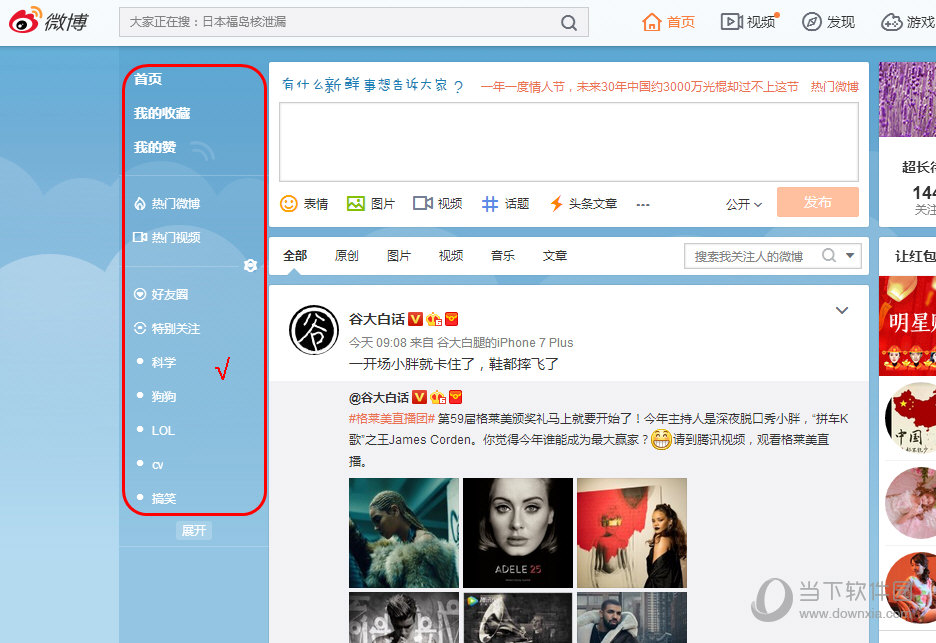 微博
大家正在搜：日本福岛核泄漏
首页
视频
发现
游戏
首页
我的收藏
我的赞
热门微博
热门视频
好友圈
特别关注
科学
狗狗
LOL
cv
搞笑
展开
有什么新鲜事想告诉大家？
一年一度情人节，未来30年中国约3000万光棍却过不上这节 热门微博
表情 图片 视频 话题 头条文章 ...
公开 发布
全部 原创 图片 视频 音乐 文章
搜索我关注人的微博
谷大白话
今天 09:08 来自 谷大白腿的iPhone 7 Plus
一开场小胖就卡住了，鞋都摔飞了
@谷大白话
#格莱美直播团# 第59届格莱美颁奖礼马上就要开始了！今年主持人是深夜脱口秀小胖，“拼车K
歌”之王James Corden。你觉得今年谁能成为最大赢家？请到腾讯视频，观看格莱美直
播。
ADELE 25
超长待
144
关注
让红包
明星
中国
当下软件园
www.downxia.com